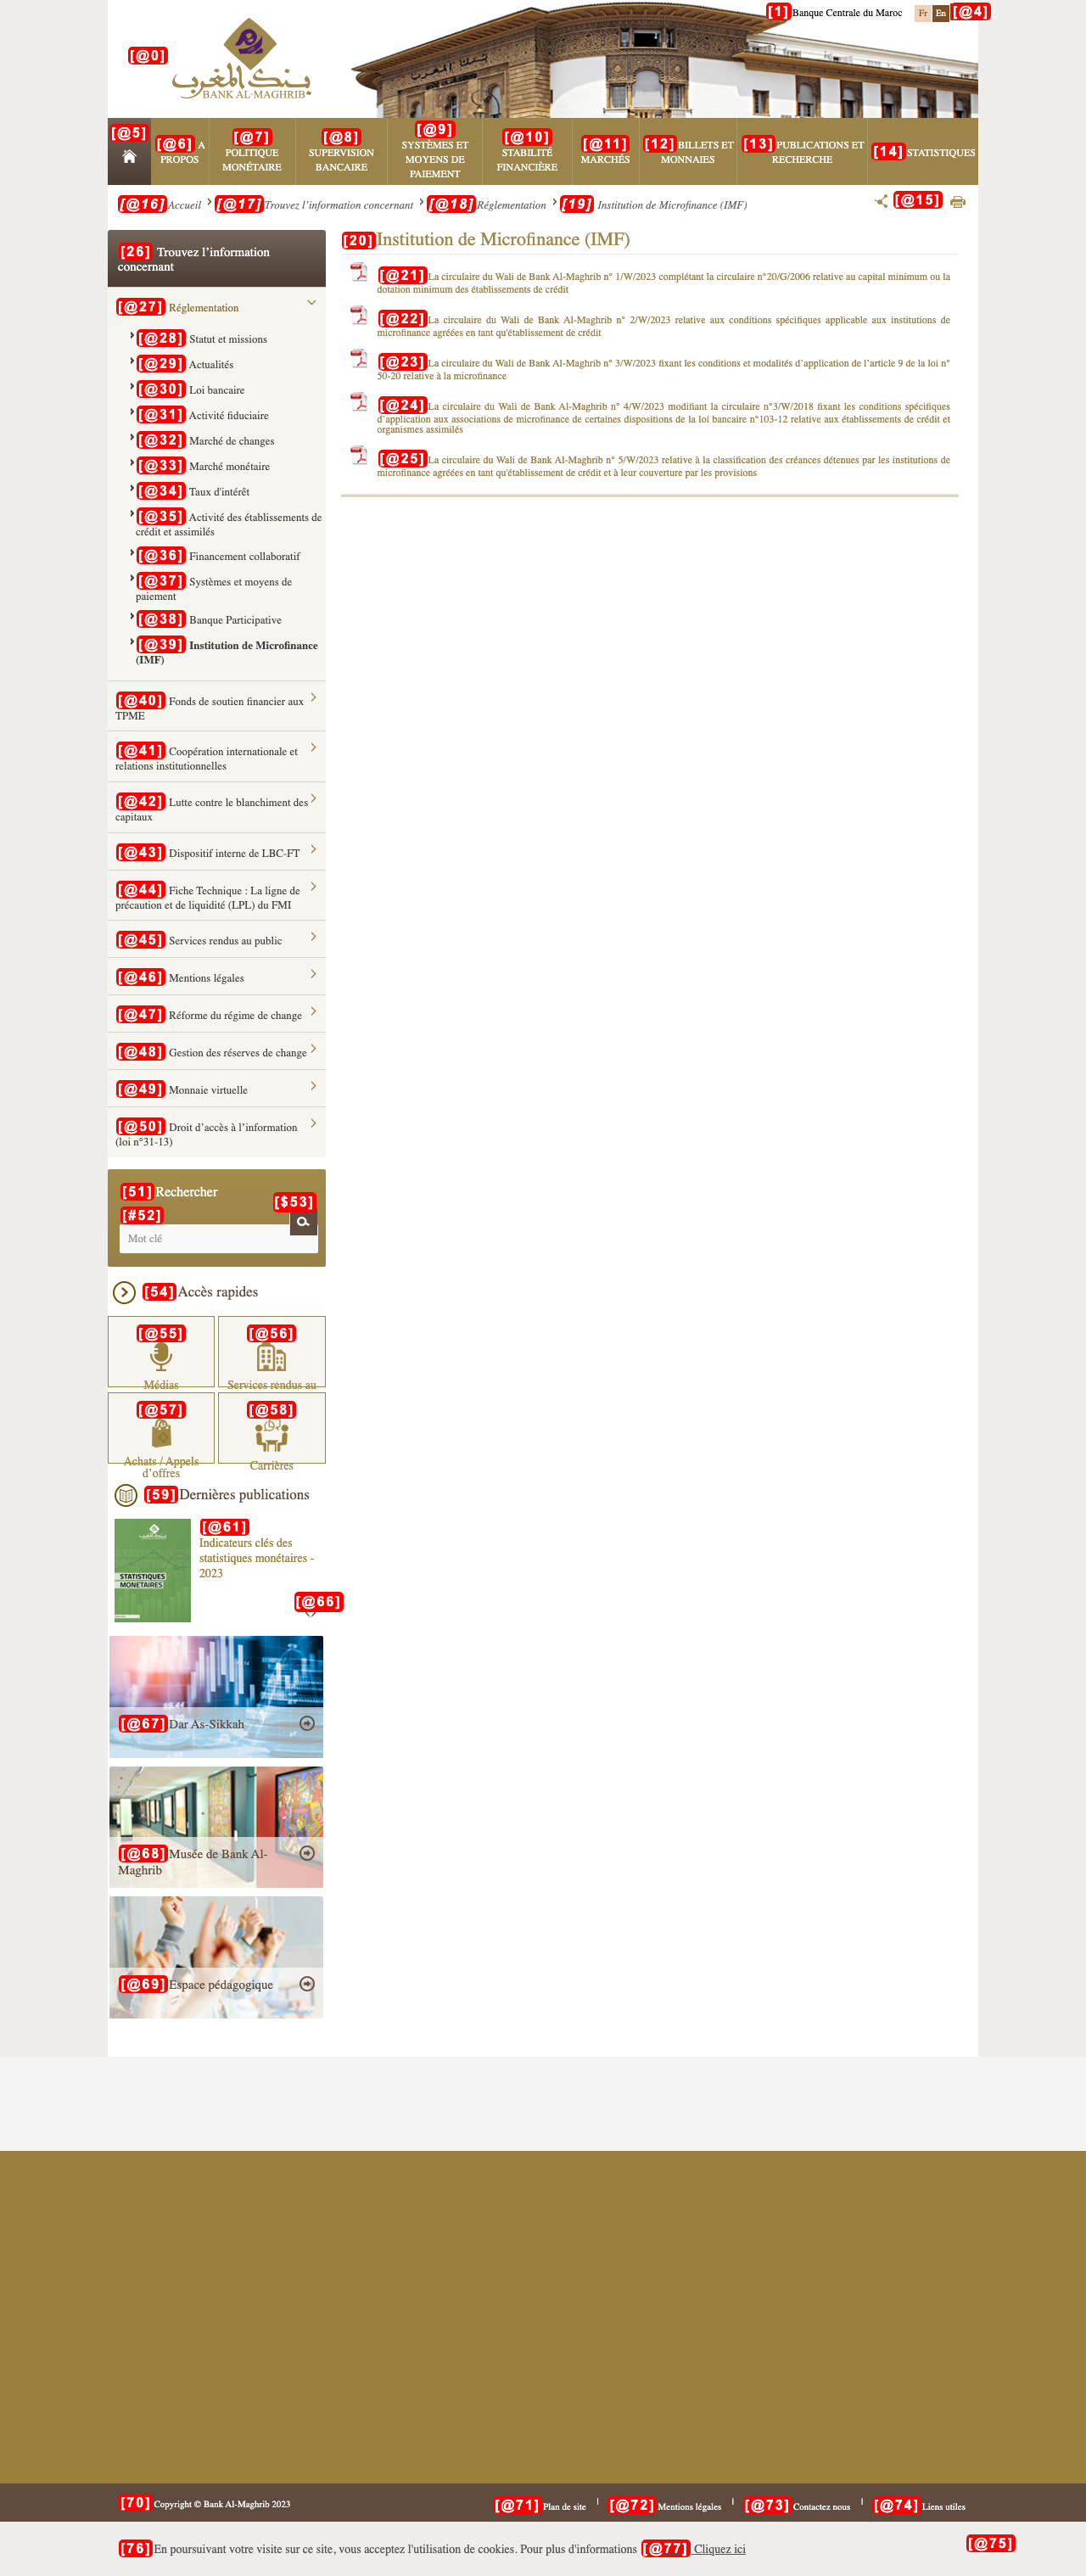 [1]Banque Centrale du Maroc Fr En [@4]
[@0]
بنك المغرب
BANK AL-MAGHRIB
[@5]
[@6] A PROPOS
[@7] POLITIQUE MONÉTAIRE
[@8] SUPERVISION BANCAIRE
[@9] SYSTÈMES ET MOYENS DE PAIEMENT
[@10] STABILITÉ FINANCIÈRE
[@11] MARCHÉS
[12]BILLETS ET MONNAIES
[13]PUBLICATIONS ET RECHERCHE
[14]STATISTIQUES
[@16]Accueil [@17]Trouvez l’information concernant [@18]Réglementation [19] Institution de Microfinance (IMF) [@15]
[20]Institution de Microfinance (IMF)
[@21]La circulaire du Wali de Bank Al-Maghrib n° 1/W/2023 complétant la circulaire n°20/G/2006 relative au capital minimum ou la
dotation minimum des établissements de crédit
[@22]La circulaire du Wali de Bank Al-Maghrib n° 2/W/2023 relative aux conditions spécifiques applicable aux institutions de
microfinance agréées en tant qu'établissement de crédit
[@23]La circulaire du Wali de Bank Al-Maghrib n° 3/W/2023 fixant les conditions et modalités d’application de l’article 9 de la loi n°
50-20 relative à la microfinance
[@24]La circulaire du Wali de Bank Al-Maghrib n° 4/W/2023 modifiant la circulaire n°3/W/2018 fixant les conditions spécifiques
d’application aux associations de microfinance de certaines dispositions de la loi bancaire n°103-12 relative aux établissements de crédit et
organismes assimilés
[@25]La circulaire du Wali de Bank Al-Maghrib n° 5/W/2023 relative à la classification des créances détenues par les institutions de
microfinance agréées en tant qu'établissement de crédit et à leur couverture par les provisions
[26] Trouvez l’information
concernant
[@27] Réglementation
[@28] Statut et missions
[@29] Actualités
[@30] Loi bancaire
[@31] Activité fiduciaire
[@32] Marché de changes
[@33] Marché monétaire
[@34] Taux d'intérêt
[@35] Activité des établissements de
crédit et assimilés
[@36] Financement collaboratif
[@37] Systèmes et moyens de
paiement
[@38] Banque Participative
[@39] Institution de Microfinance
(IMF)
[@40] Fonds de soutien financier aux
TPME
[@41] Coopération internationale et
relations institutionnelles
[@42] Lutte contre le blanchiment des
capitaux
[@43] Dispositif interne de LBC-FT
[@44] Fiche Technique : La ligne de
précaution et de liquidité (LPL) du FMI
[@45] Services rendus au public
[@46] Mentions légales
[@47] Réforme du régime de change
[@48] Gestion des réserves de change
[@49] Monnaie virtuelle
[@50] Droit d’accès à l’information
(loi n°31-13)
[51]Rechercher
[#52] [$53]
Mot clé
[54]Accès rapides
[@55] [@56]
Médias Services rendus au
[@57] [@58]
Achats / Appels
d’offres
Carrières
[59]Dernières publications
[@61]
Indicateurs clés des
statistiques monétaires -
2023
STATISTIQUES
MONETAIRES
[@66]
[@67]Dar As-Sikkah
[@68]Musée de Bank Al-
Maghrib
[@69]Espace pédagogique
[70] Copyright © Bank Al-Maghrib 2023 [@71] Plan de site [@72] Mentions légales [@73] Contactez nous [@74] Liens utiles
[@75]
[76]En poursuivant votre visite sur ce site, vous acceptez l'utilisation de cookies. Pour plus d'informations [@77] Cliquez ici